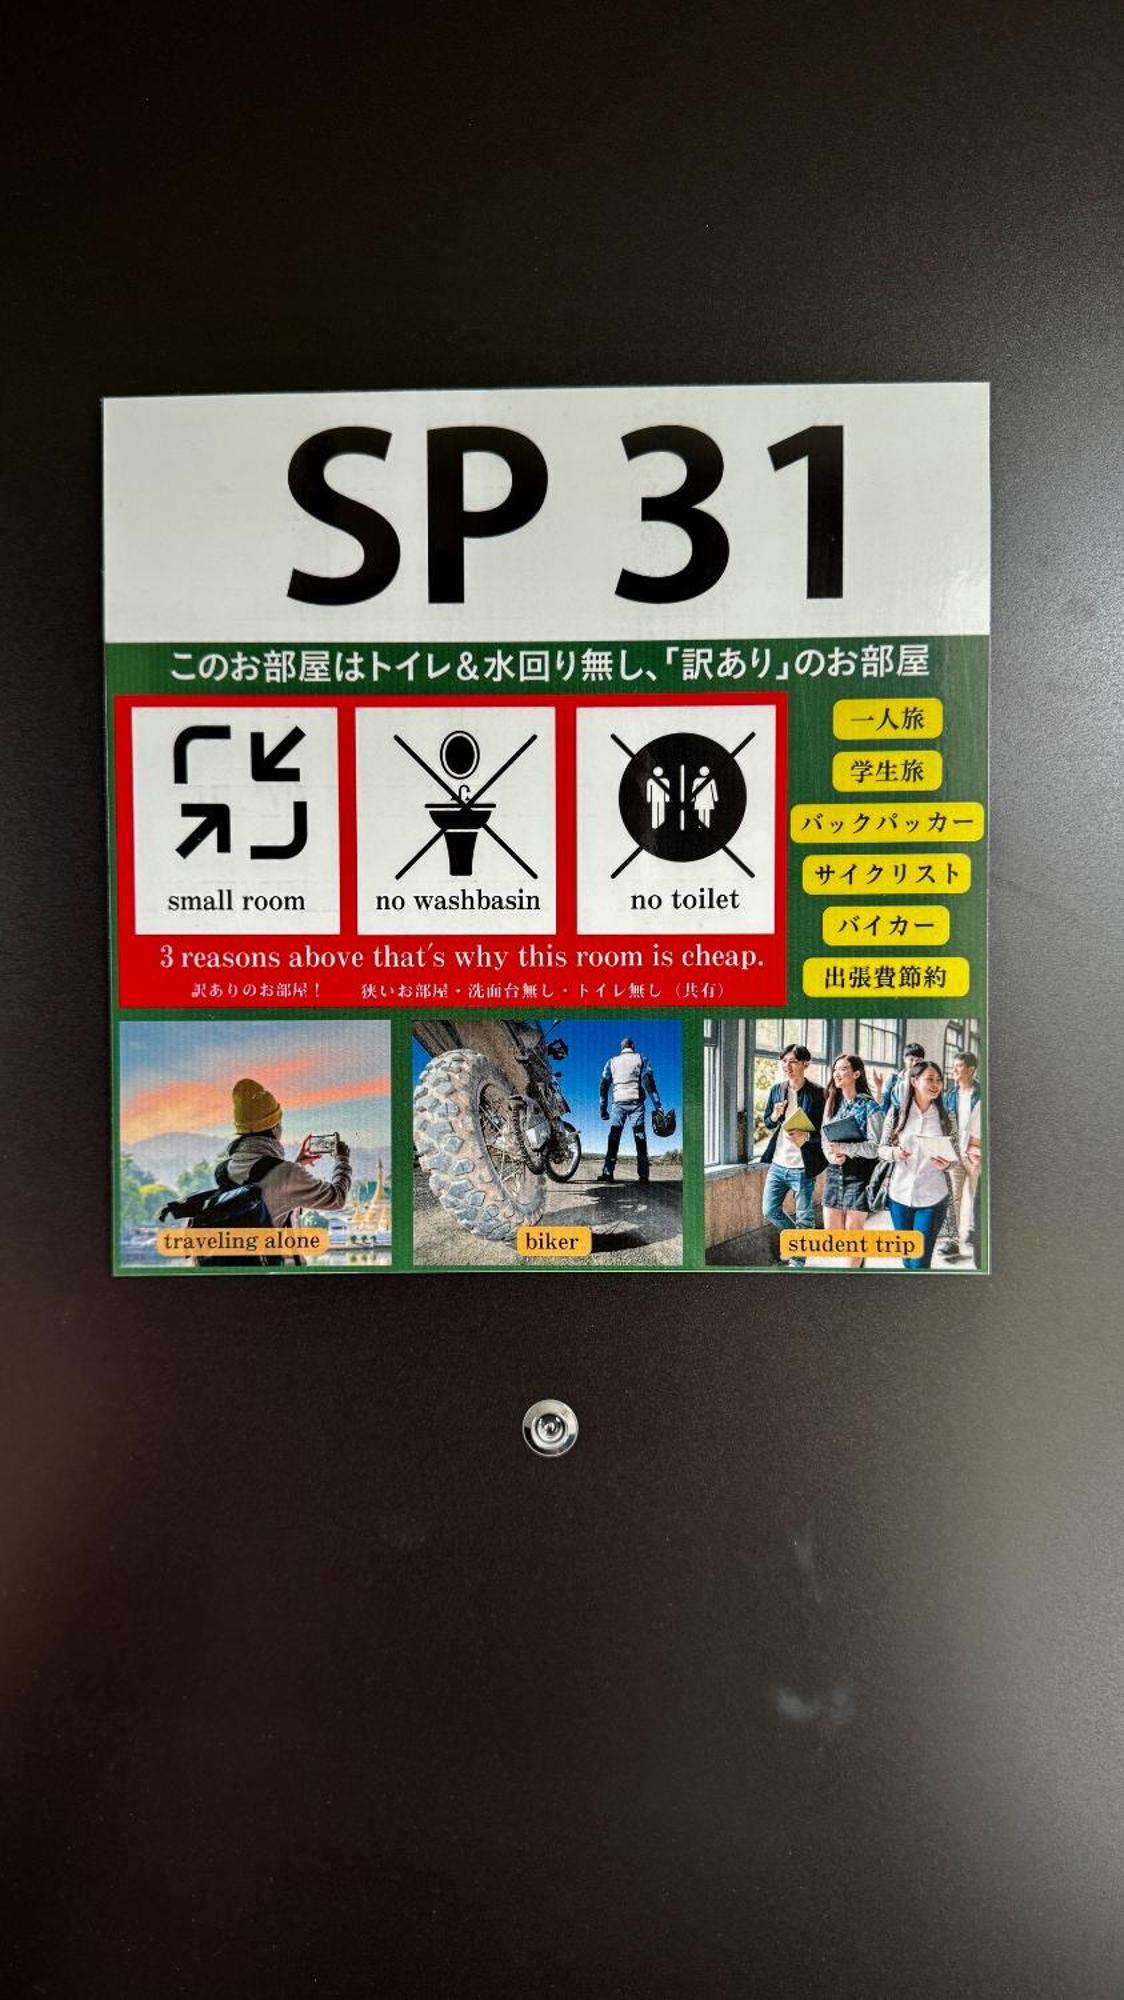 SP 31
このお部屋はトイレ&水回り無し、「訳あり」のお部屋
small room
no washbasin
no toilet
3 reasons above that's why this room is cheap.
訳ありのお部屋！ 狭いお部屋・洗面台無し・トイレ無し（共有）
一人旅
学生旅
バックパッカー
サイクリスト
バイカー
出張費節約
traveling alone
biker
student trip